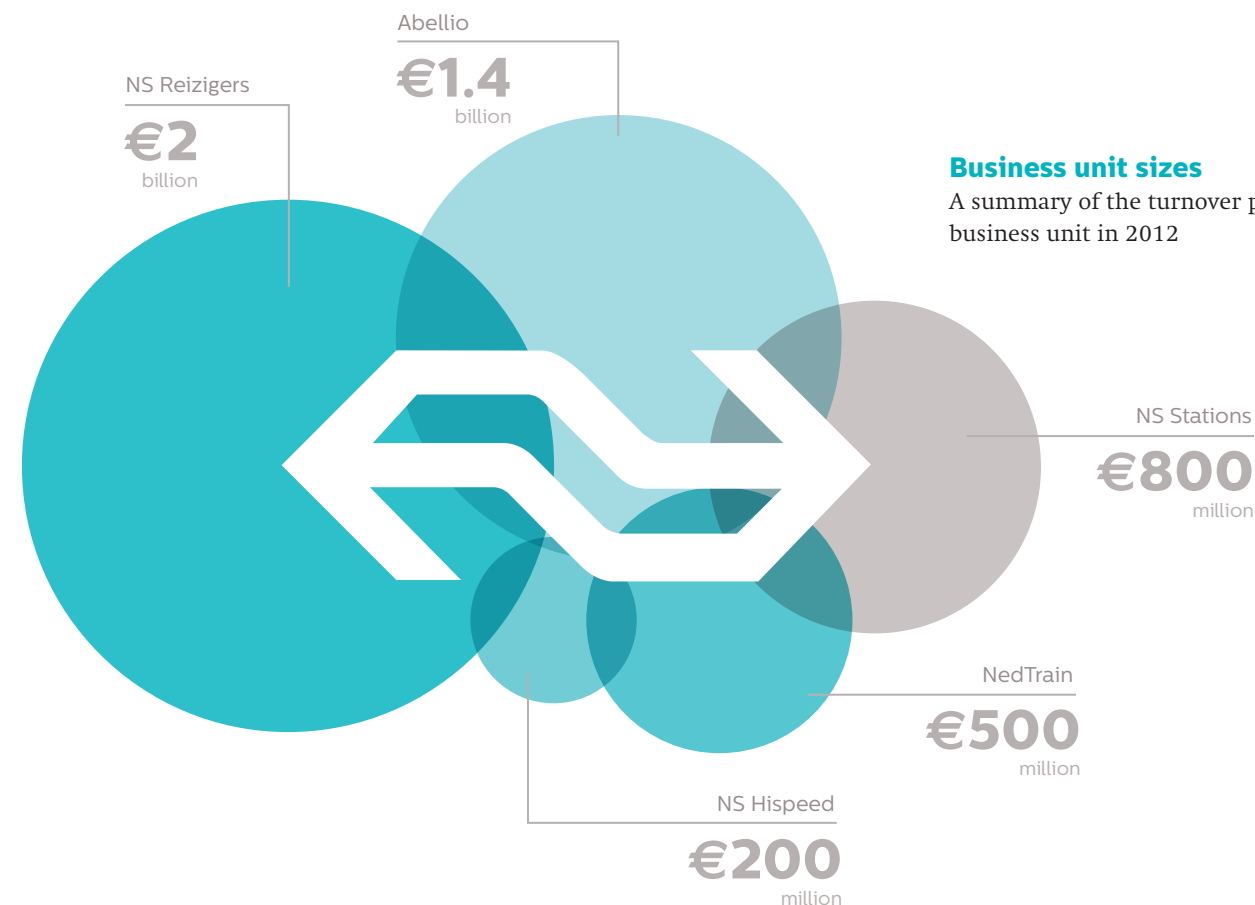 Abellio
€1.4
billion
NS Reizigers
€2
billion
Business unit sizes
A summary of the turnover
business unit in 2012
NS Stations
€800
million
NedTrain
€500
million
NS Hispeed
€200
million